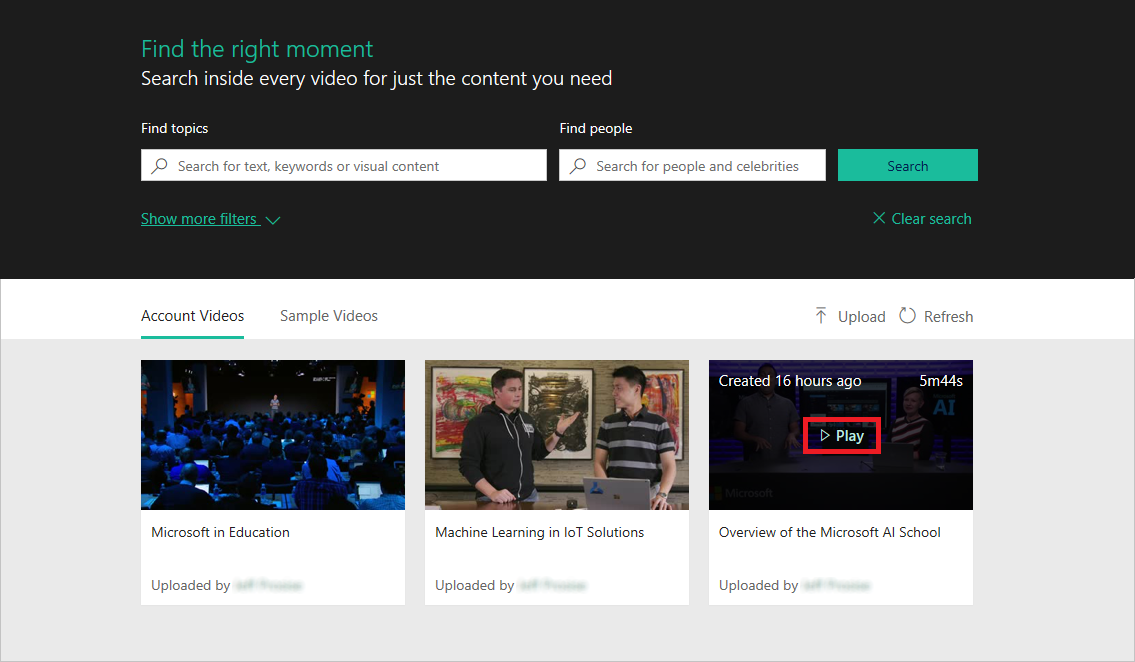 Find the right moment
Search inside every video for just the content you need
Find topics
Find people
Search for text, keywords or visual content
Search for people and celebrities
Search
Show more filters
Clear search
Account Videos
Sample Videos
Upload
Refresh
Created 16 hours ago
5m44s
AI
Play
Microsoft
Microsoft in Education
Machine Learning in IoT Solutions
Overview of the Microsoft AI School
Uploaded by
Uploaded by
Uploaded by